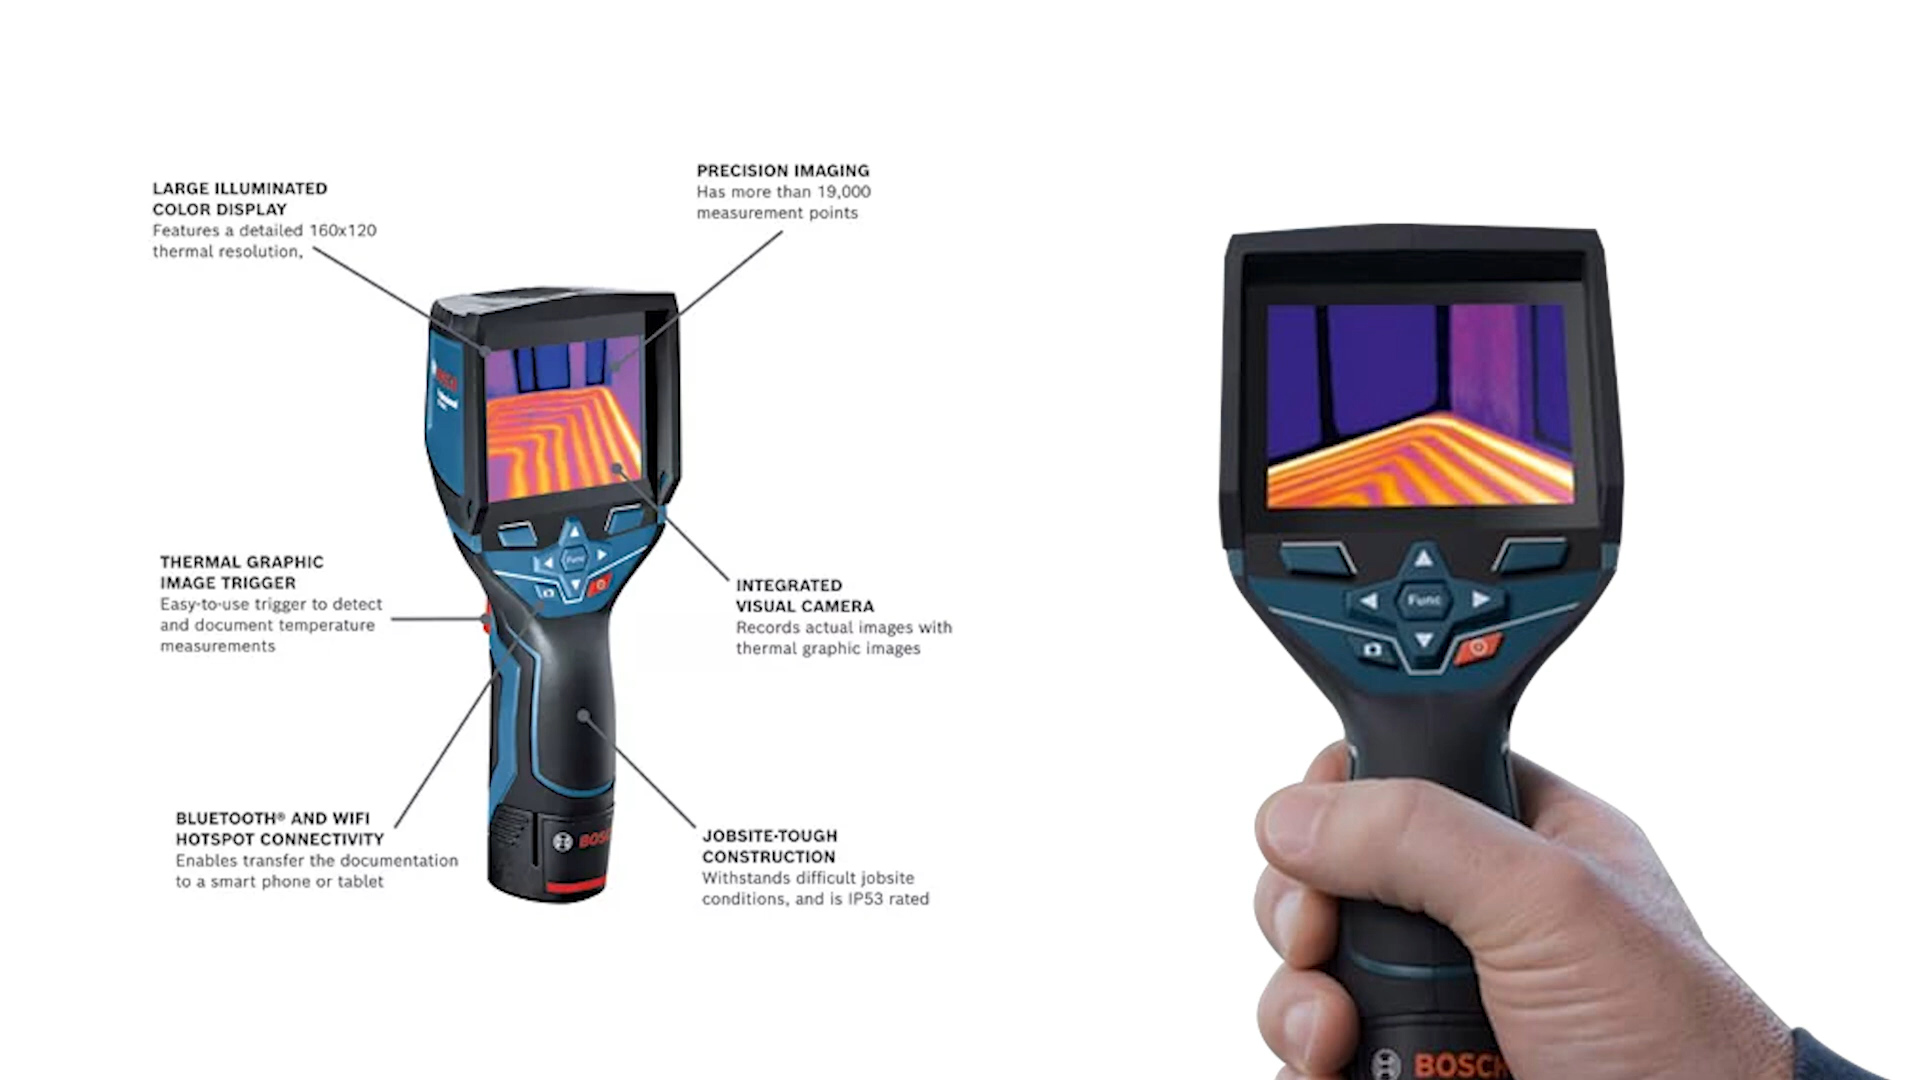 LARGE ILLUMINATED
COLOR DISPLAY
Features a detailed 160x120
thermal resolution,
PRECISION IMAGING
Has more than 19,000
measurement points
THERMAL GRAPHIC
IMAGE TRIGGER
Easy-to-use trigger to detect
and document temperature
measurements
INTEGRATED
VISUAL CAMERA
Records actual images with
thermal graphic images
BLUETOOTH® AND WIFI
HOTSPOT CONNECTIVITY
Enables transfer the documentation
to a smart phone or tablet
JOBSITE-TOUGH
CONSTRUCTION
Withstands difficult jobsite
conditions, and is IP53 rated
Func
Func
BOSCH